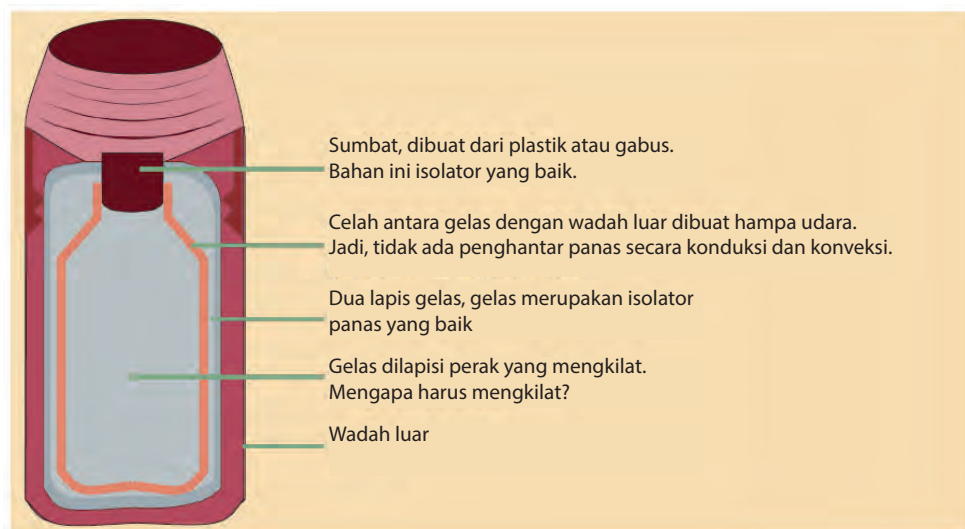 Sumbat, dibuat dari plastik atau gabus.
Bahan ini isolator yang baik.
Celah antara gelas dengan wadah luar dibuat hampa udara.
Jadi, tidak ada penghantar panas secara konduksi dan konveksi.
Dua lapis gelas, gelas merupakan isolator
panas yang baik
Gelas dilapisi perak yang mengkilat.
Mengapa harus mengkilat?
Wadah luar